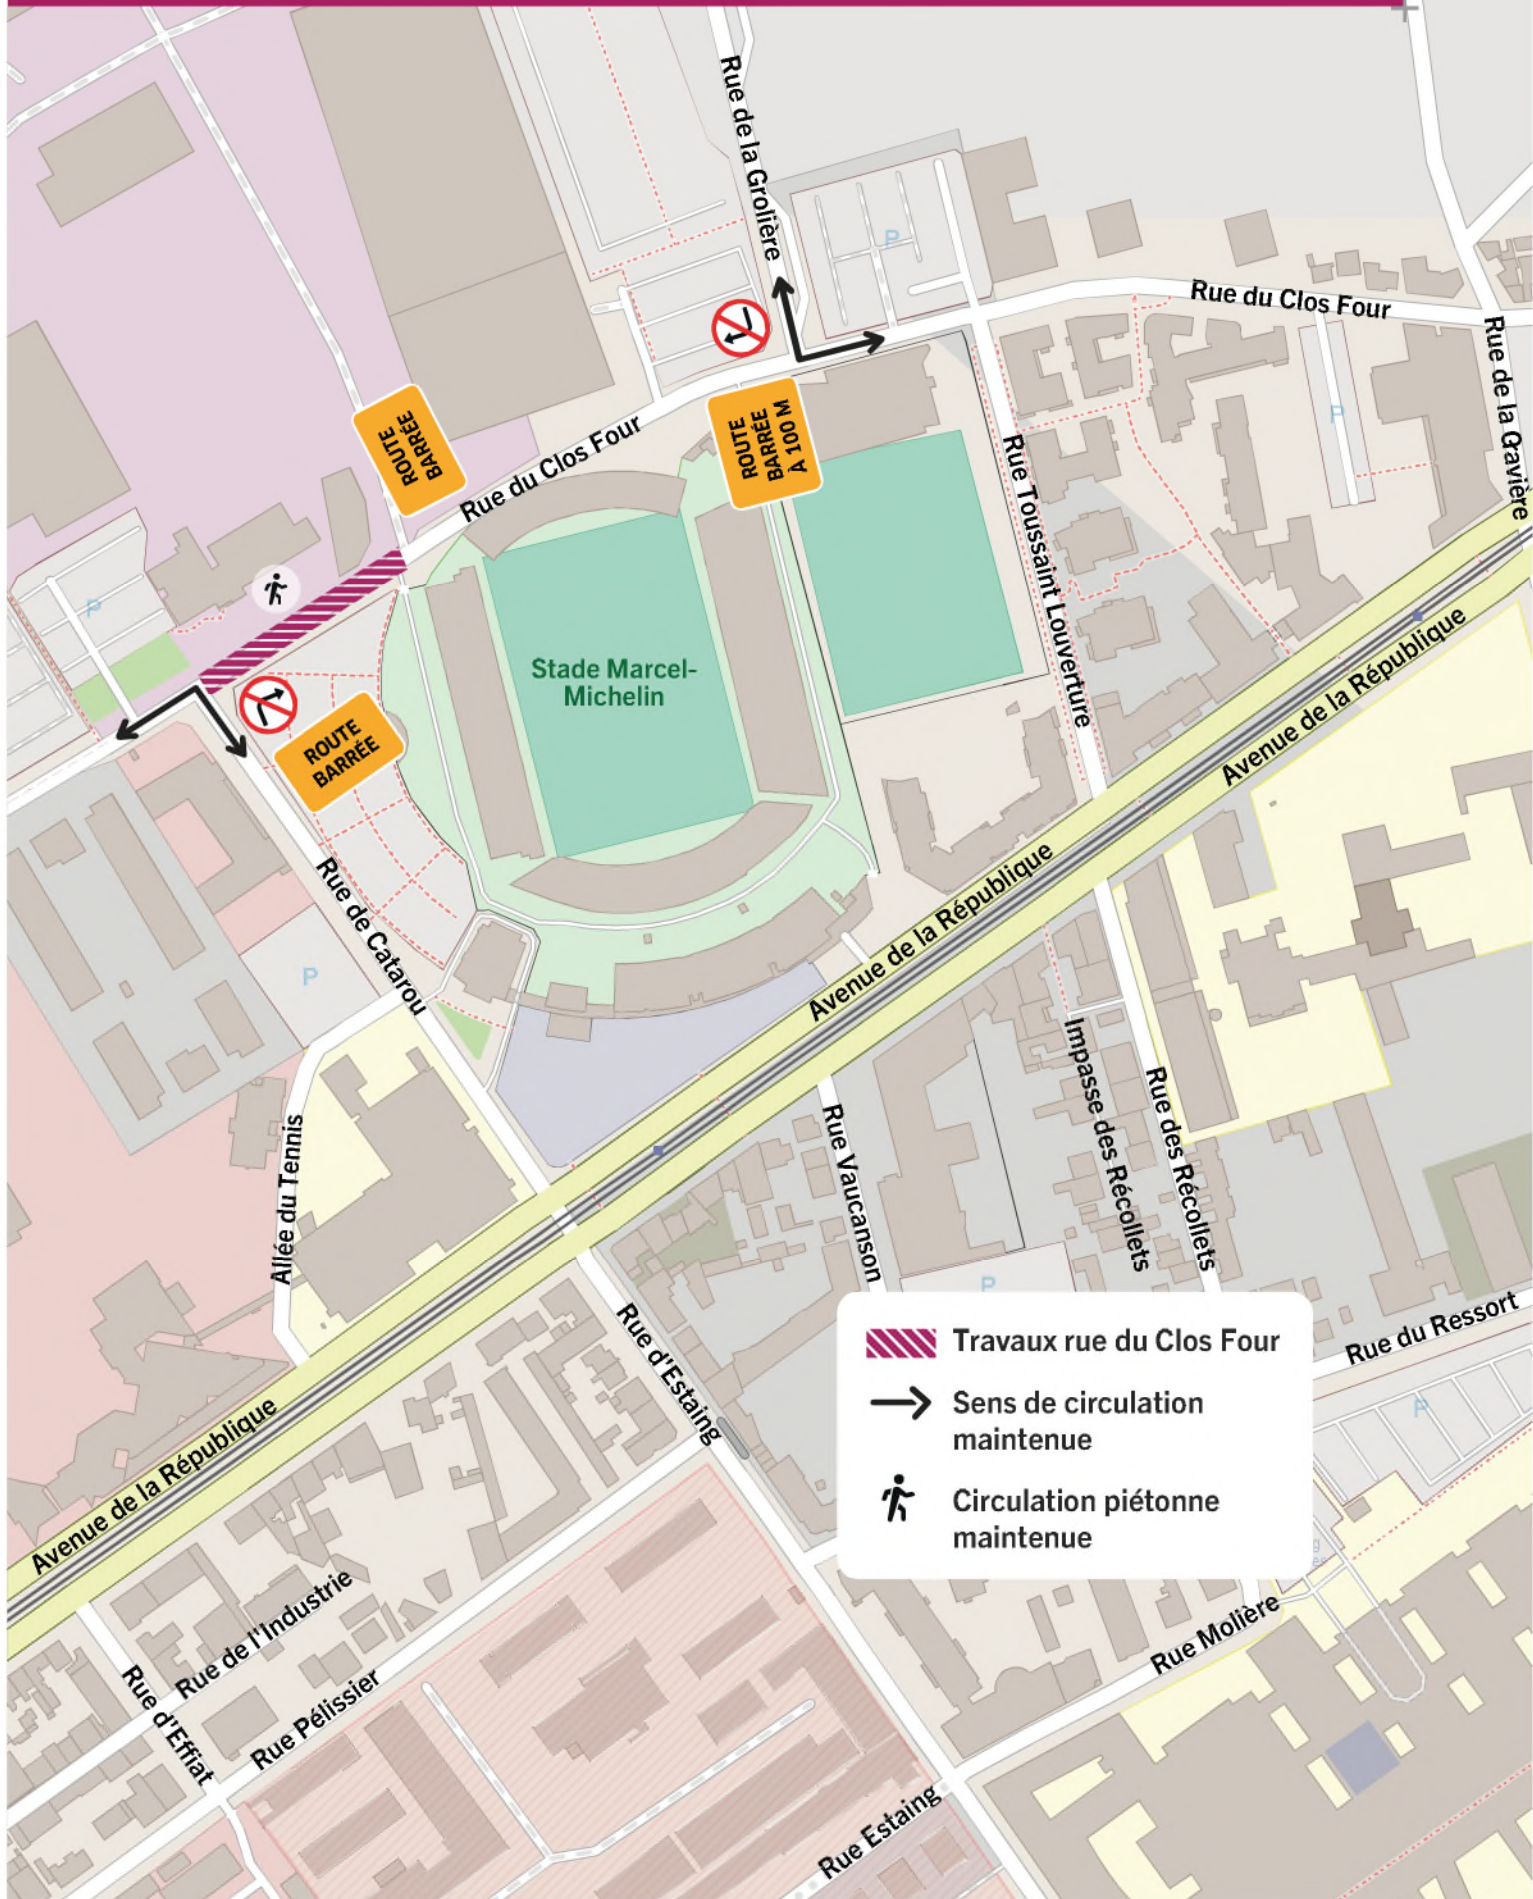 Rue de la Grolière
P
Rue du Clos Four
Rue de la Gravière
ROUTE
BARRÉE
ROUTE
BARRÉE
À 100 M
P
Rue du Clos Four
Rue Toussaint Louverture
P
Stade Marcel-
Michelin
Avenue de la République
Avenue de la République
ROUTE
BARRÉE
Rue de Catarou
Avenue de la République
P
Impasse des Récollets
Rue des Récollets
Rue Vaucanson
Allée du Tennis
P
Rue d'Estaing
Rue du Ressort
Travaux rue du Clos Four
P
Sens de circulation
maintenue
Avenue de la République
Circulation piétonne
maintenue
Rue de l'Industrie
Rue Molière
Rue d'Effiat
Rue Pélissier
Rue Estaing